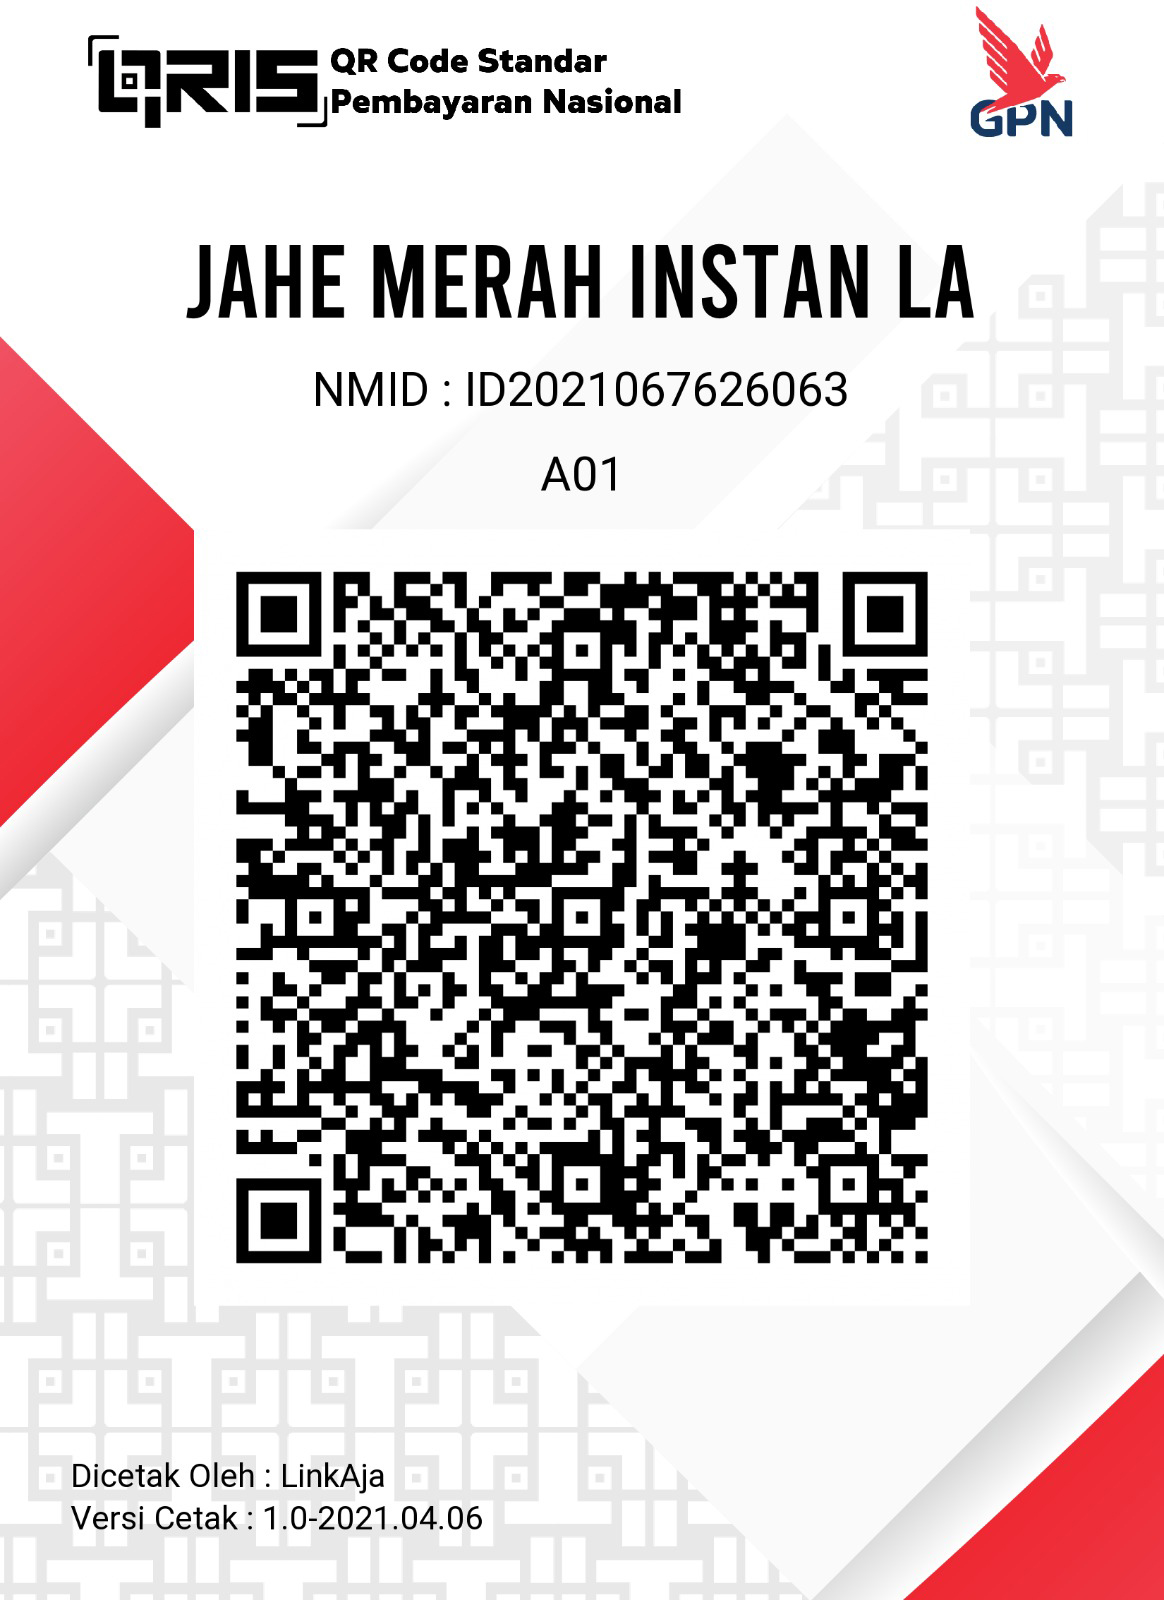 QRIS
QR Code Standar
Pembayaran Nasional
GPN
JAHE MERAH INSTAN LA
NMID : ID2021067626063
A01
Dicetak Oleh : LinkAja
Versi Cetak : 1.0-2021.04.06